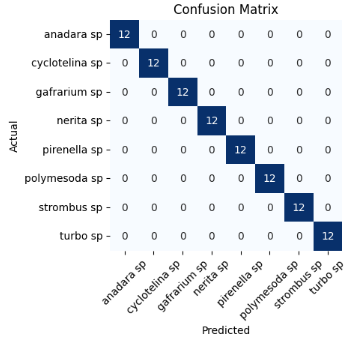 Confusion Matrix
Actual
anadara sp 12 0 0 0 0 0 0 0
cyclotelina sp 0 12 0 0 0 0 0 0
gafrarium sp 0 0 12 0 0 0 0 0
nerita sp 0 0 0 12 0 0 0 0
pirenella sp 0 0 0 0 12 0 0 0
polymesoda sp 0 0 0 0 0 12 0 0
strombus sp 0 0 0 0 0 0 12 0
turbo sp 0 0 0 0 0 0 0 12
anadara sp cyclotelina sp gafrarium sp nerita sp pirenella sp polymesoda sp strombus sp turbo sp
Predicted